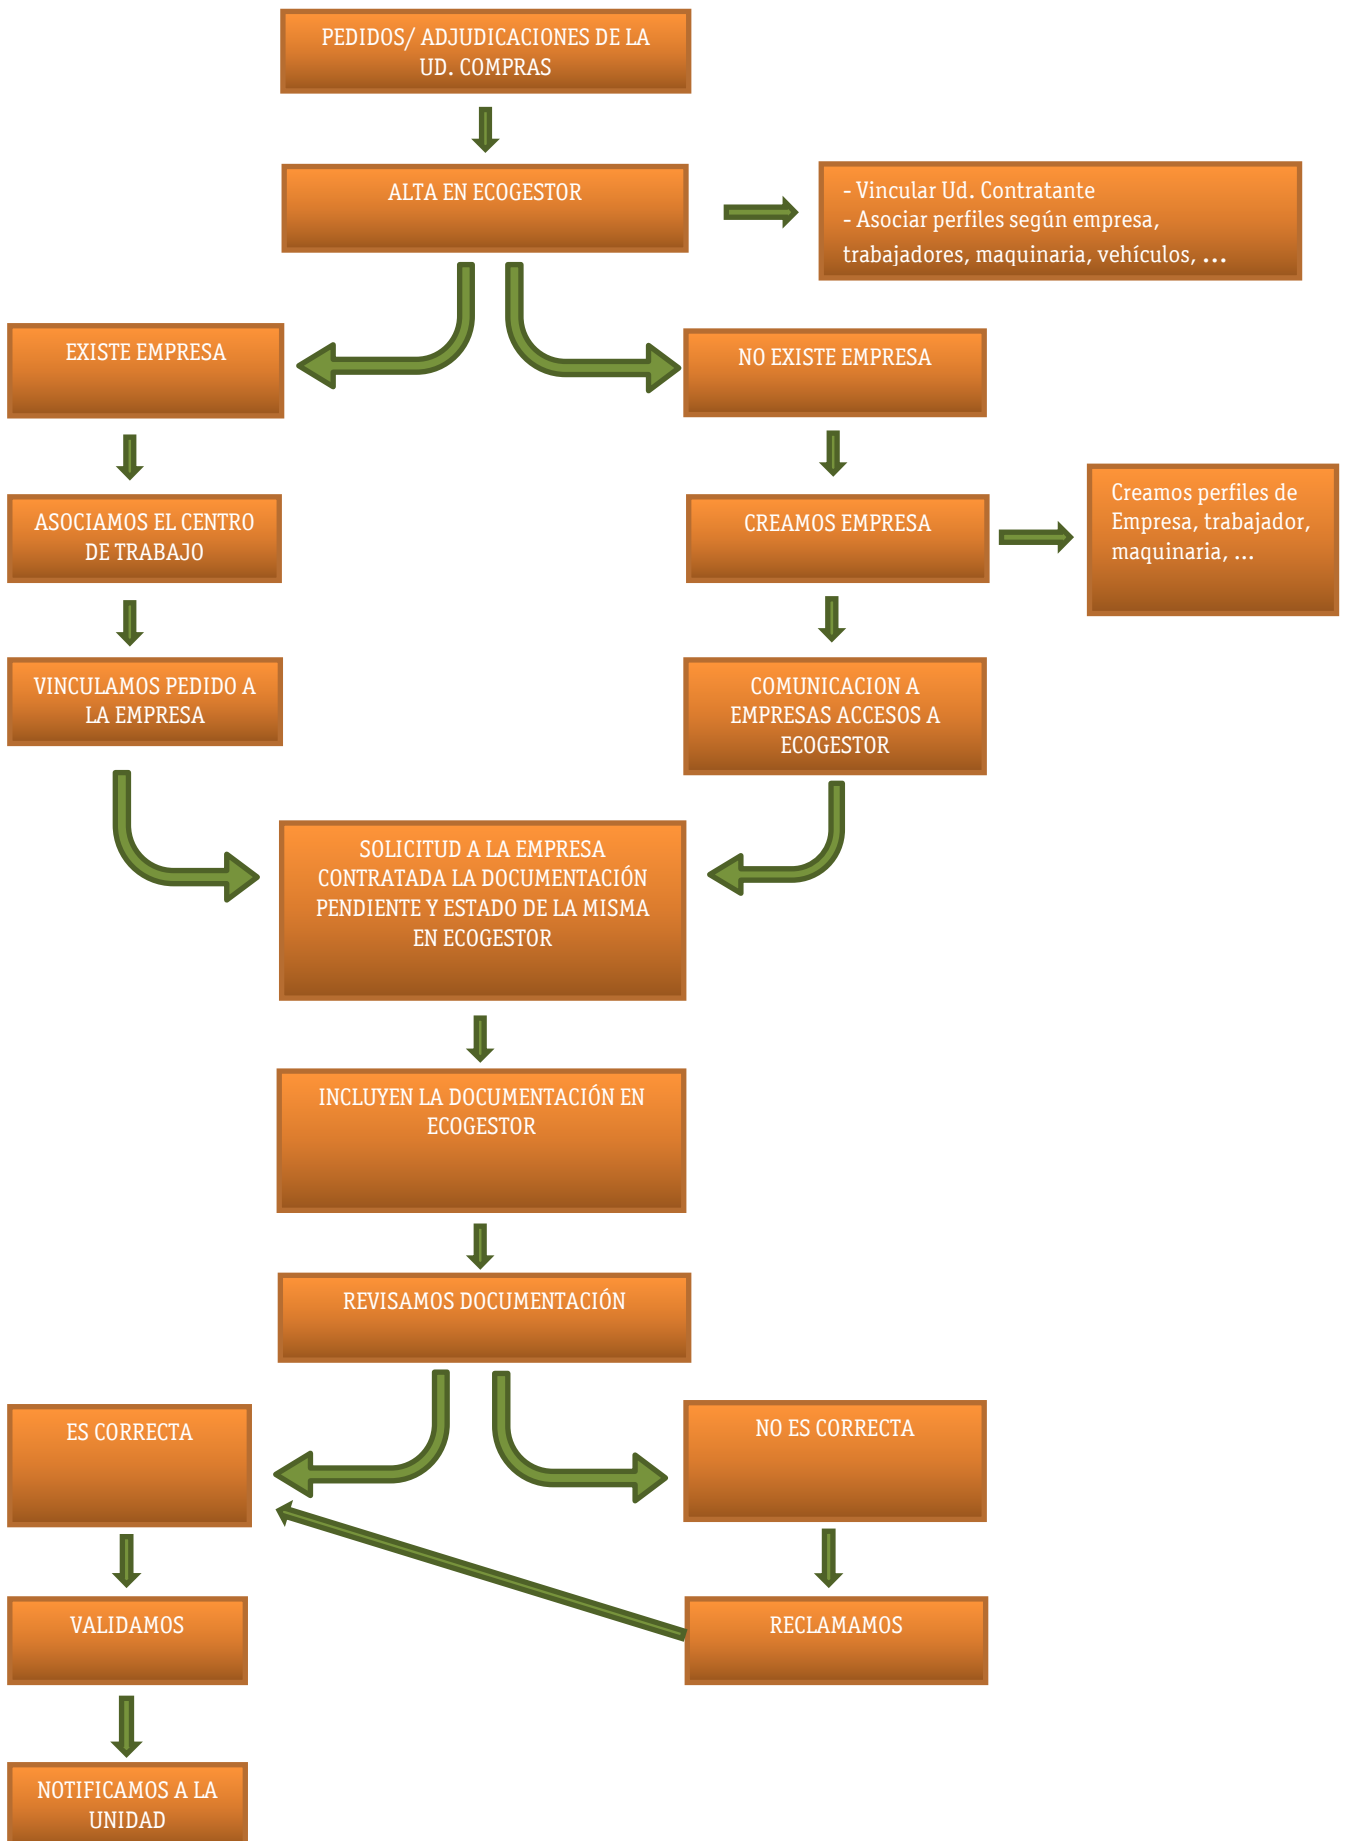 PEDIDOS/ ADJUDICACIONES DE LA
UD. COMPRAS
ALTA EN ECOGESTOR
- Vincular Ud. Contratante
- Asociar perfiles según empresa,
trabajadores, maquinaria, vehículos, ...
EXISTE EMPRESA
NO EXISTE EMPRESA
ASOCIAMOS EL CENTRO
DE TRABAJO
CREAMOS EMPRESA
Creamos perfiles de
Empresa, trabajador,
maquinaria, ...
VINCULAMOS PEDIDO A
LA EMPRESA
COMUNICACION A
EMPRESAS ACCESOS A
ECOGESTOR
SOLICITUD A LA EMPRESA
CONTRATADA LA DOCUMENTACIÓN
PENDIENTE Y ESTADO DE LA MISMA
EN ECOGESTOR
INCLUYEN LA DOCUMENTACIÓN EN
ECOGESTOR
REVISAMOS DOCUMENTACIÓN
ES CORRECTA
NO ES CORRECTA
VALIDAMOS
RECLAMAMOS
NOTIFICAMOS A LA
UNIDAD